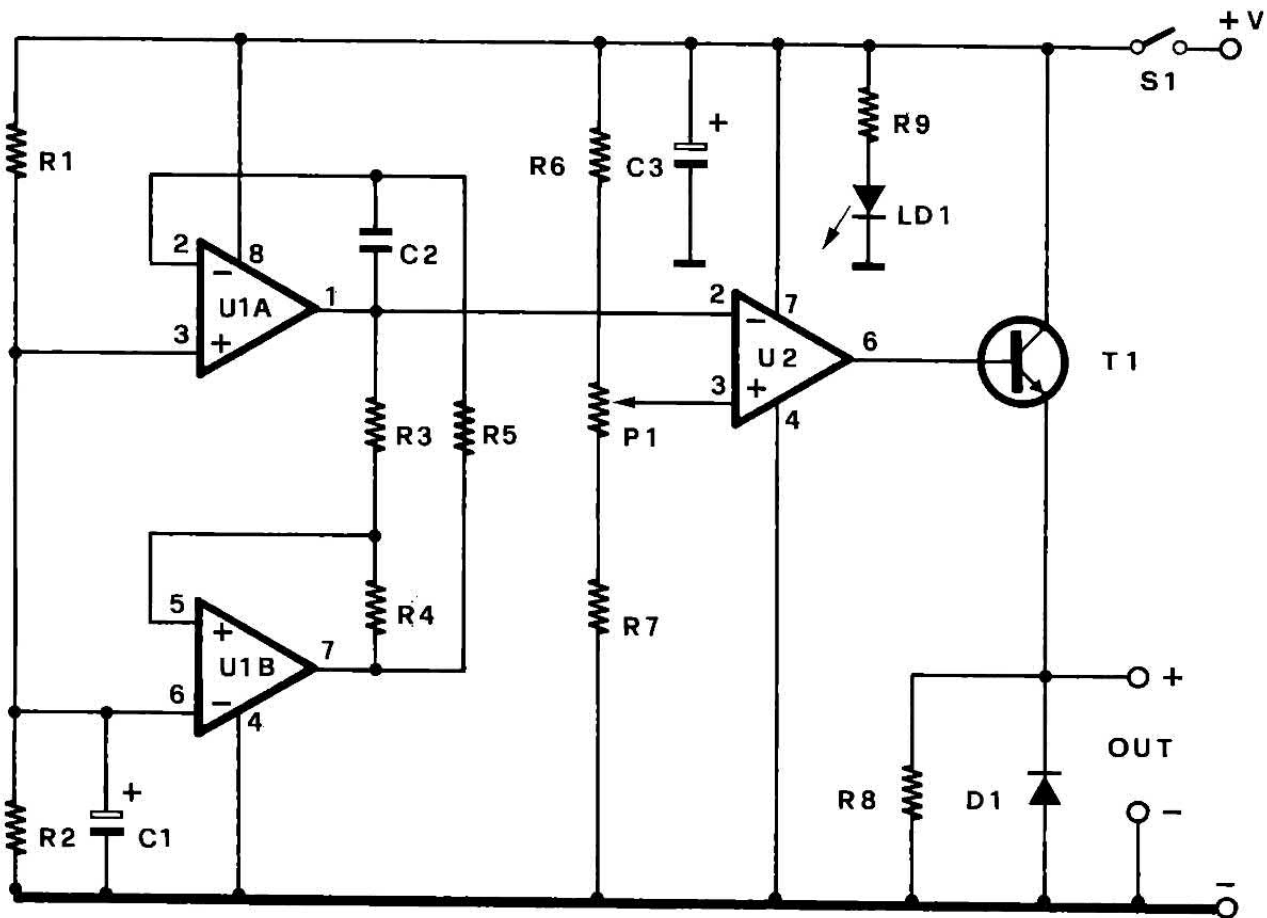 + V
S1
R1
R6
C3
+
R9
LD1
2
-
8
C2
U1A
1
3
+
2
-
7
U2
6
T1
3
+
4
R3
R5
P1
5
+
R4
U1B
7
6
-
4
R7
+
OUT
R8
D1
-
R2
+
C1
-